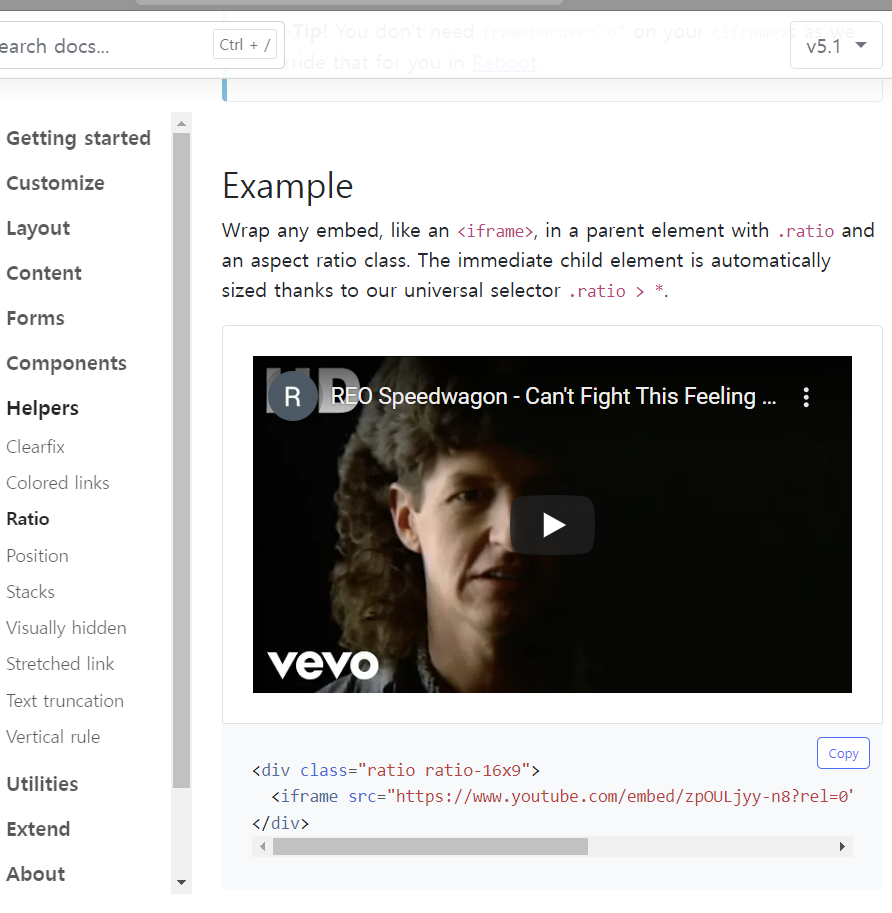 earch docs...
Ctrl + /
v5.1
-Tip! You don't need frameborder="0" on your <iframe>s as we
rride that for you in Reboot.
Getting started
Customize
Layout
Content
Forms
Components
Helpers
Clearfix
Colored links
Ratio
Position
Stacks
Visually hidden
Stretched link
Text truncation
Vertical rule
Utilities
Extend
About
Example
Wrap any embed, like an <iframe>, in a parent element with .ratio and
an aspect ratio class. The immediate child element is automatically
sized thanks to our universal selector .ratio > *.
HD
R
REO Speedwagon - Can't Fight This Feeling ...
vevo
Copy
<div class="ratio ratio-16x9">
<iframe src="https://www.youtube.com/embed/zpOULjyy-n8?rel=0"
</div>